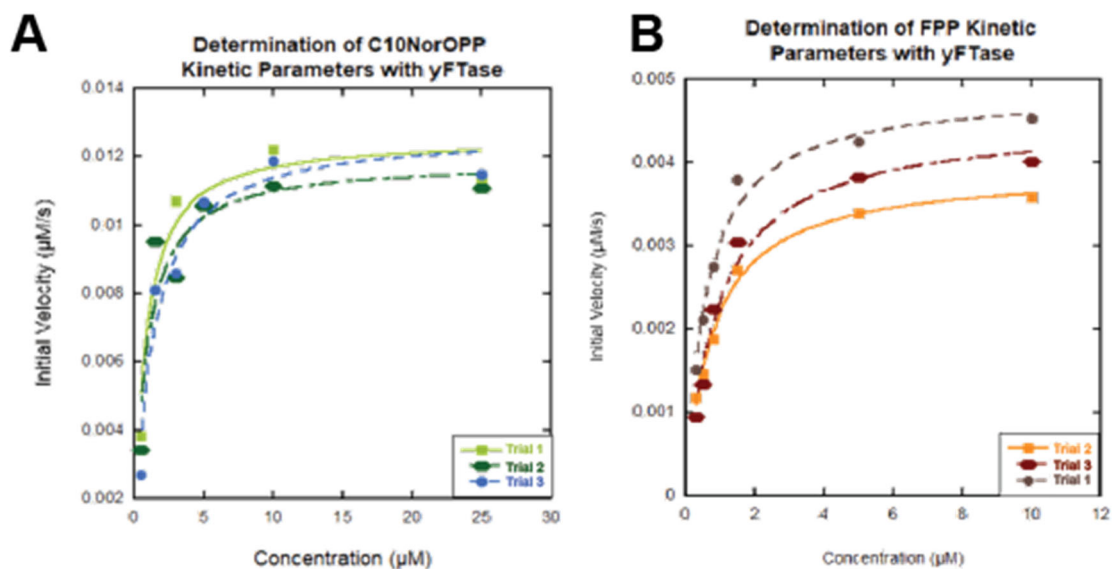 A
Determination of C10NorOPP
Kinetic Parameters with yFTase
0.014
0.012
0.010
0.008
0.006
0.004
0.002
Initial Velocity (µM/s)
0
5
10
15
20
25
30
Concentration (µM)
Trial 1
Trial 2
Trial 3
B
Determination of FPP Kinetic
Parameters with yFTase
0.005
0.004
0.003
0.002
0.001
0
Initial Velocity (µM/s)
0
2
4
6
8
10
12
Concentration (µM)
Trial 2
Trial 3
Trial 1